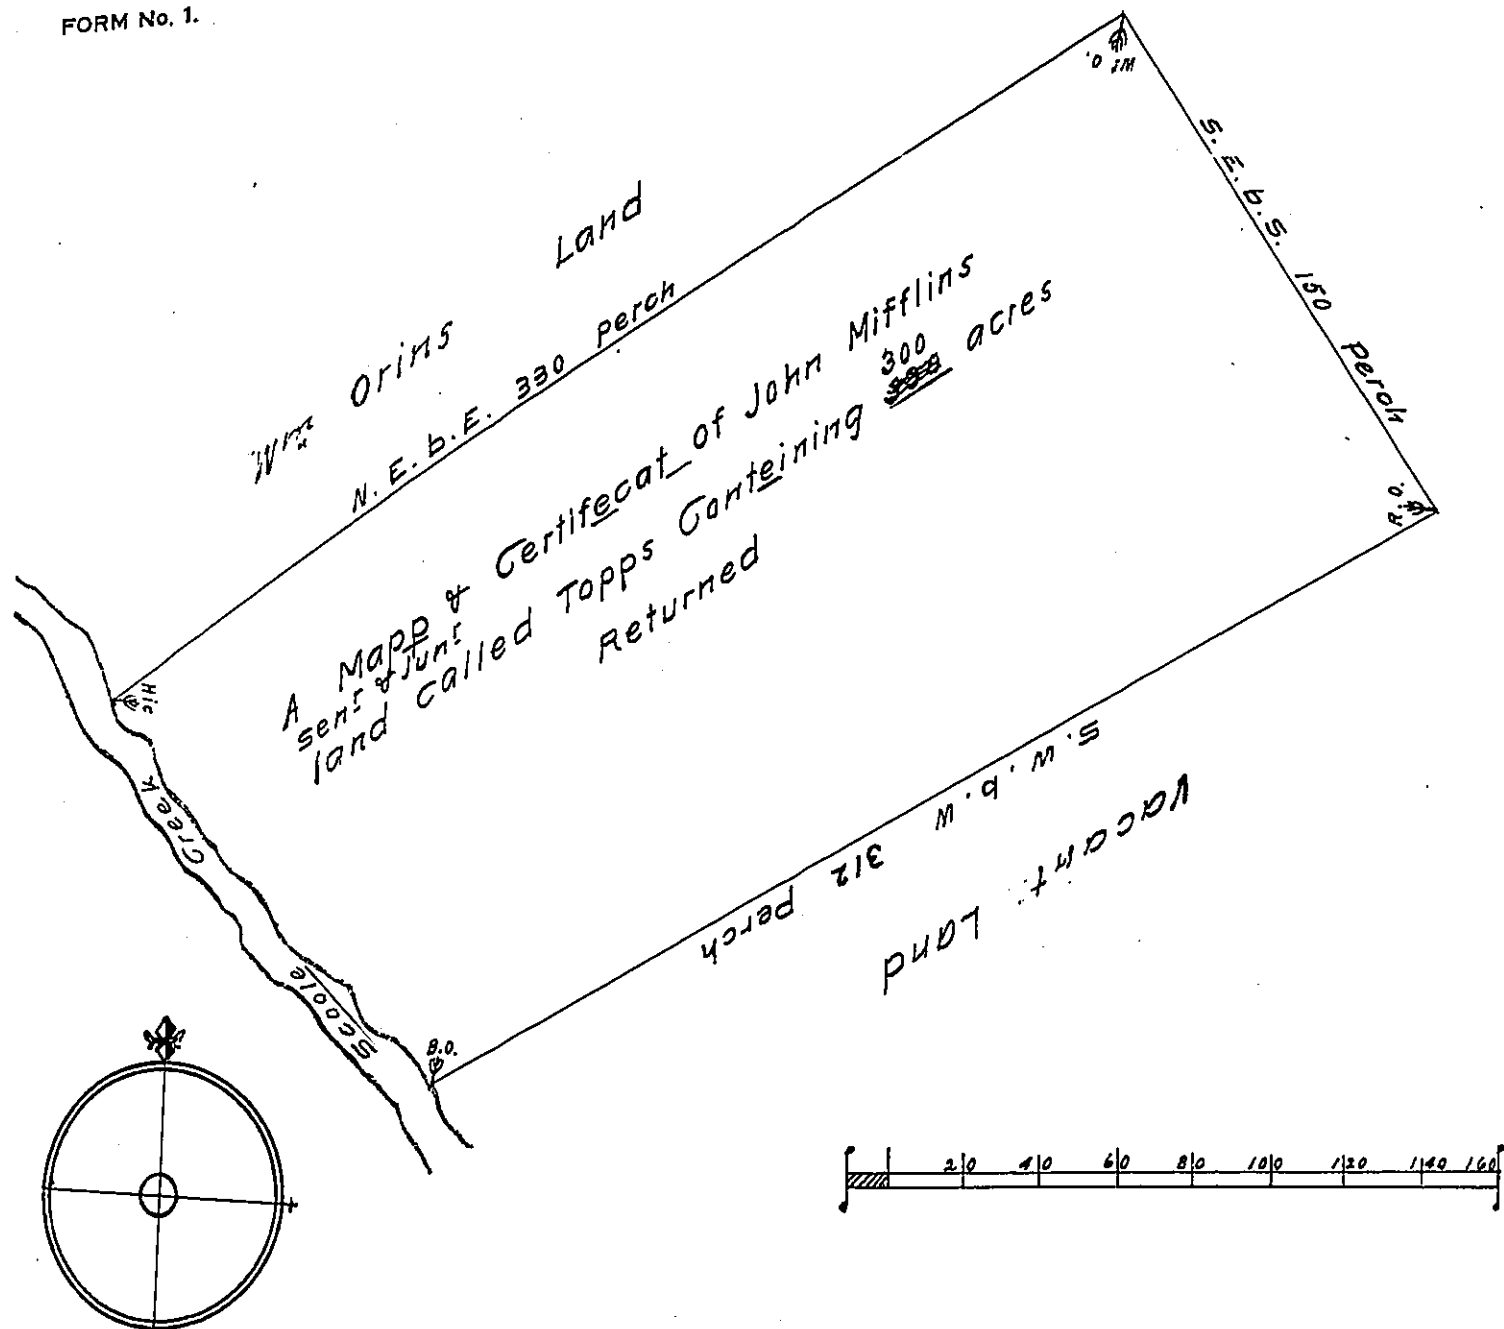 FORM No. 1.
Wm Orins Land
N. E. b. E. 330 perch
S. E. b. S. 150 perch
W O.
R. O.
A Mapp & Certifecat of John Mifflins
senr & Junr
land called Topps Conteining 300 acres
Returned
Hic
S. W. b. W 312 perch
Vacant Land
Scoole Creek
B.O.
20 40 60 80 100 120 140 160